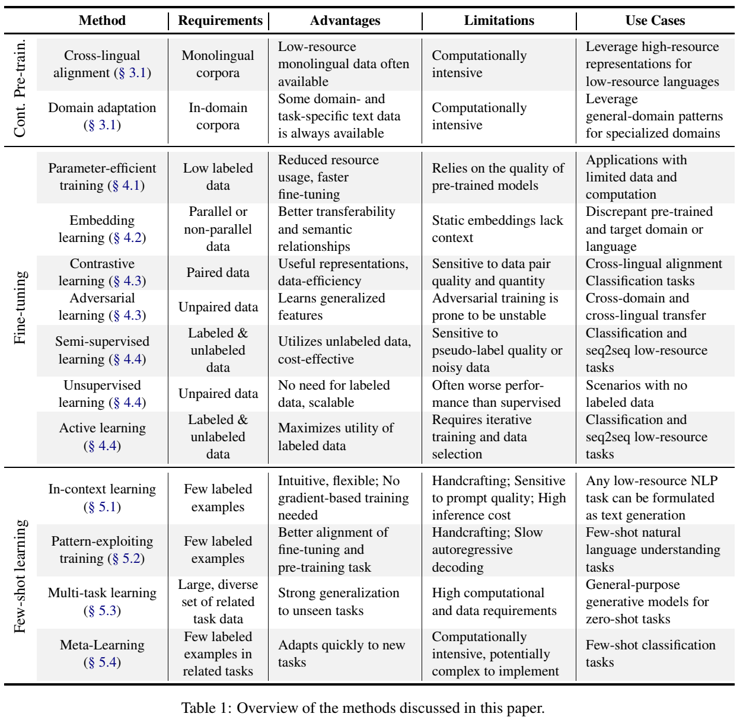 Method Requirements Advantages Limitations Use Cases
Cont. Pre-train.
Cross-lingual
alignment (§ 3.1)
Monolingual
corpora
Low-resource
monolingual data often
available
Computationally
intensive
Leverage high-resource
representations for
low-resource languages
Domain adaptation
(§ 3.1)
In-domain
corpora
Some domain- and
task-specific text data
is always available
Computationally
intensive
Leverage
general-domain patterns
for specialized domains
Fine-tuning
Parameter-efficient
training (§ 4.1)
Low labeled
data
Reduced resource
usage, faster
fine-tuning
Relies on the quality of
pre-trained models
Applications with
limited data and
computation
Embedding
learning (§ 4.2)
Parallel or
non-parallel
data
Better transferability
and semantic
relationships
Static embeddings lack
context
Discrepant pre-trained
and target domain or
language
Contrastive
learning (§ 4.3)
Paired data
Useful representations,
data-efficiency
Sensitive to data pair
quality and quantity
Cross-lingual alignment
Classification tasks
Adversarial
learning (§ 4.3)
Unpaired data
Learns generalized
features
Adversarial training is
prone to be unstable
Cross-domain and
cross-lingual transfer
Semi-supervised
learning (§ 4.4)
Labeled &
unlabeled
data
Utilizes unlabeled data,
cost-effective
Sensitive to
pseudo-label quality or
noisy data
Classification and
seq2seq low-resource
tasks
Unsupervised
learning (§ 4.4)
Unpaired data
No need for labeled
data, scalable
Often worse perfor-
mance than supervised
Scenarios with no
labeled data
Active learning
(§ 4.4)
Labeled &
unlabeled
data
Maximizes utility of
labeled data
Requires iterative
training and data
selection
Classification and
seq2seq low-resource
tasks
Few-shot learning
In-context learning
(§ 5.1)
Few labeled
examples
Intuitive, flexible; No
gradient-based training
needed
Handcrafting; Sensitive
to prompt quality; High
inference cost
Any low-resource NLP
task can be formulated
as text generation
Pattern-exploiting
training (§ 5.2)
Few labeled
examples
Better alignment of
fine-tuning and
pre-training task
Handcrafting; Slow
autoregressive
decoding
Few-shot natural
language understanding
tasks
Multi-task learning
(§ 5.3)
Large, diverse
set of related
task data
Strong generalization
to unseen tasks
High computational
and data requirements
General-purpose
generative models for
zero-shot tasks
Meta-Learning
(§ 5.4)
Few labeled
examples in
related tasks
Adapts quickly to new
tasks
Computationally
intensive, potentially
complex to implement
Few-shot classification
tasks
Table 1: Overview of the methods discussed in this paper.